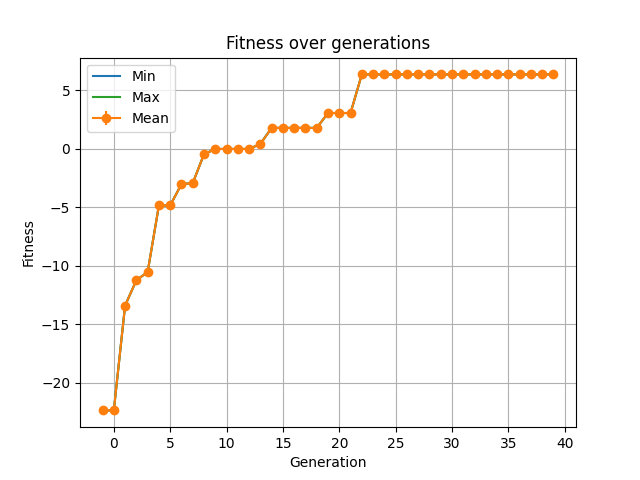 Fitness over generations
Min
Max
Mean
5
0
−5
−10
−15
−20
Fitness
0 5 10 15 20 25 30 35 40
Generation